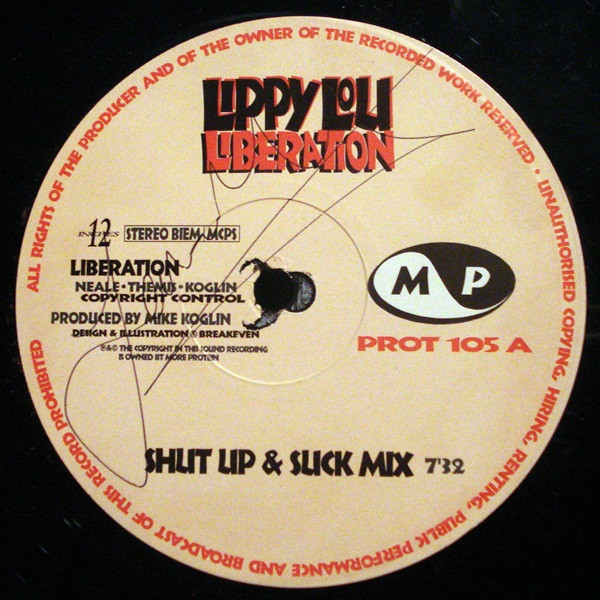 ALL RIGHTS OF THE PRODUCER AND OF THE OWNER OF THE RECORDED WORK RESERVED • UNAUTHORISED COPYING, HIRING, RENTING, PUBLIC PERFORMANCE AND BROADCAST OF THIS RECORD PROHIBITED
LIPPY LOU
LIBERATION
12 INCHES STEREO BIEM/MCPS
LIBERATION
NEALE • THEMIS • KOGLIN
COPYRIGHT CONTROL
PRODUCED BY MIKE KOGLIN
DESIGN & ILLUSTRATION © BREAKEVEN
℗&© THE COPYRIGHT IN THIS SOUND RECORDING
IS OWNED BY MORE PROTEIN
M P
PROT 105 A
SHUT UP & SUCK MIX 7'32